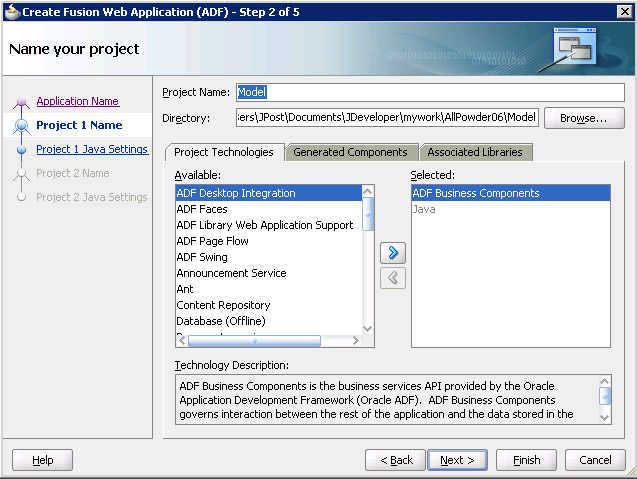 Create Fusion Web Application (ADF) - Step 2 of 5
Name your project
Application Name
Project 1 Name
Project 1 Java Settings
Project 2 Name
Project 2 Java Settings
Project Name: Model
Directory: :ers\JPost\Documents\JDeveloper\mywork\AllPowder06\Model Browse...
Project Technologies Generated Components Associated Libraries
Available: Selected:
ADF Desktop Integration
ADF Faces
ADF Library Web Application Support
ADF Page Flow
ADF Swing
Announcement Service
Ant
Content Repository
Database (Offline)
ADF Business Components
Java
Technology Description:
ADF Business Components is the business services API provided by the Oracle
Application Development Framework (Oracle ADF). ADF Business Components
governs interaction between the rest of the application and the data stored in the
Help < Back Next > Finish Cancel